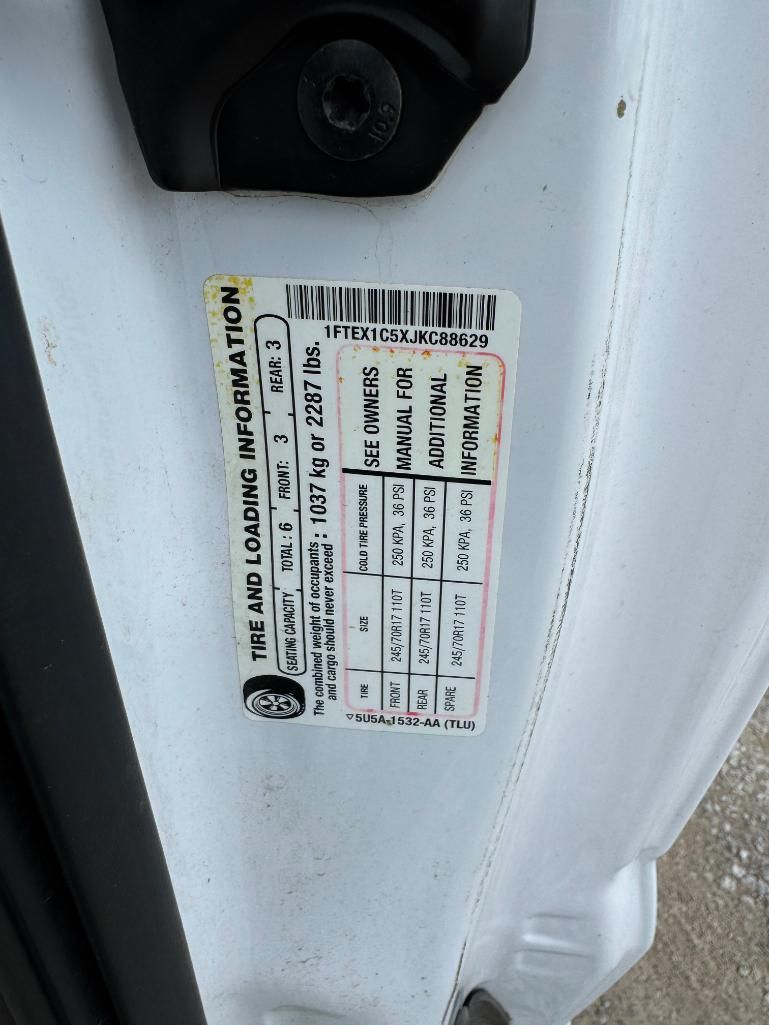 10.9
1FTEX1C5XJKC88629
TIRE AND LOADING INFORMATION
SEATING CAPACITY TOTAL: 6 FRONT: 3 REAR: 3
The combined weight of occupants
and cargo should never exceed : 1037 kg or 2287 lbs.
TIRE SIZE COLD TIRE PRESSURE
FRONT 245/70R17 110T 250 KPA, 36 PSI
REAR 245/70R17 110T 250 KPA, 36 PSI
SPARE 245/70R17 110T 250 KPA, 36 PSI
SEE OWNERS
MANUAL FOR
ADDITIONAL
INFORMATION
▽5U5A-1532-AA (TLU)